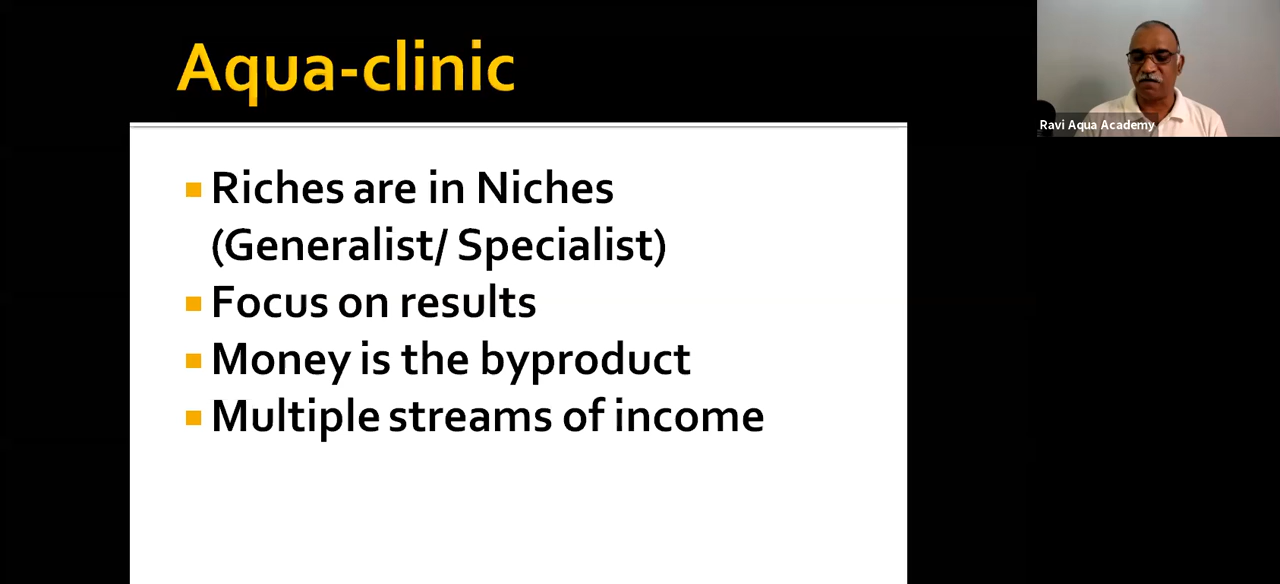 Aqua-clinic
Riches are in Niches
(Generalist/ Specialist)
Focus on results
Money is the byproduct
Multiple streams of income
Ravi Aqua Academy